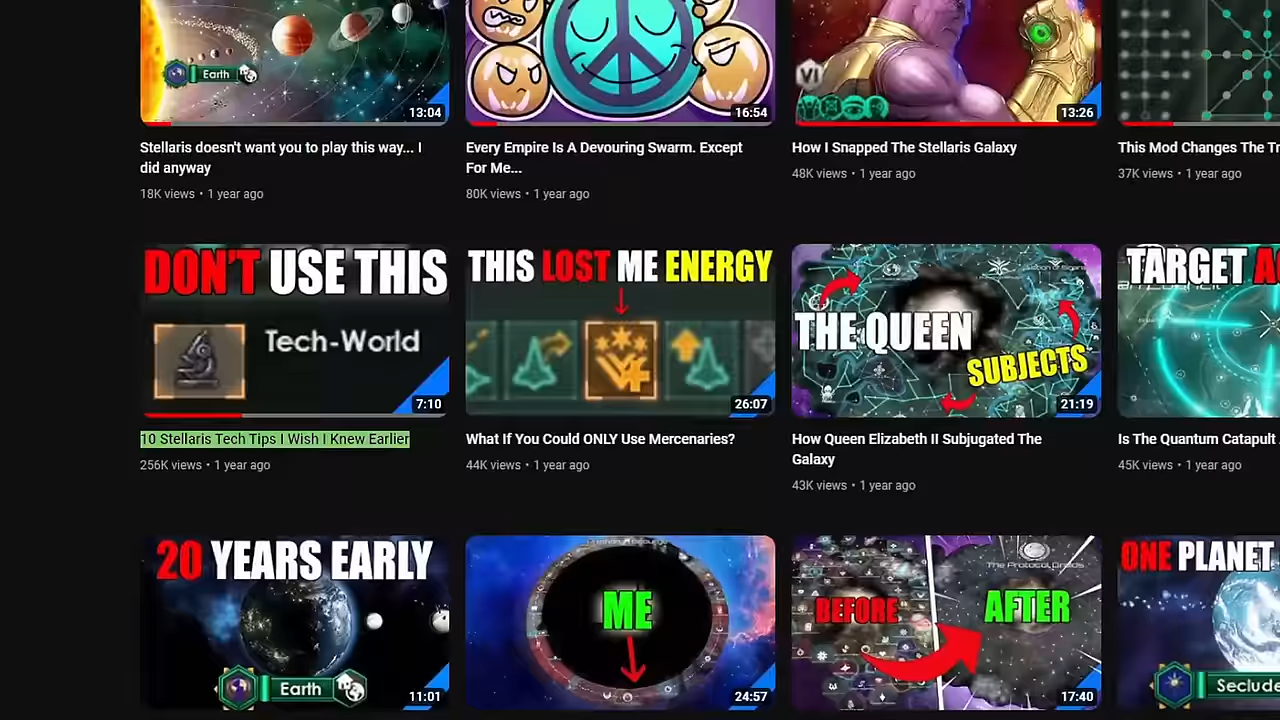 Earth
13:04
16:54
VI
13:26
Stellaris doesn't want you to play this way... I
did anyway
18K views • 1 year ago
Every Empire Is A Devouring Swarm. Except
For Me...
80K views • 1 year ago
How I Snapped The Stellaris Galaxy
48K views • 1 year ago
This Mod Changes The Tr
37K views • 1 year ago
DON'T USE THIS
Tech-World
7:10
THIS LOST ME ENERGY
26:07
THE QUEEN
SUBJECTS
21:19
TARGET A
10 Stellaris Tech Tips I Wish I Knew Earlier
256K views • 1 year ago
What If You Could ONLY Use Mercenaries?
44K views • 1 year ago
How Queen Elizabeth II Subjugated The
Galaxy
43K views • 1 year ago
Is The Quantum Catapult
45K views • 1 year ago
20 YEARS EARLY
Earth
11:01
ME
24:57
The Protocol Droids
BEFORE
AFTER
17:40
ONE PLANET
Seclude